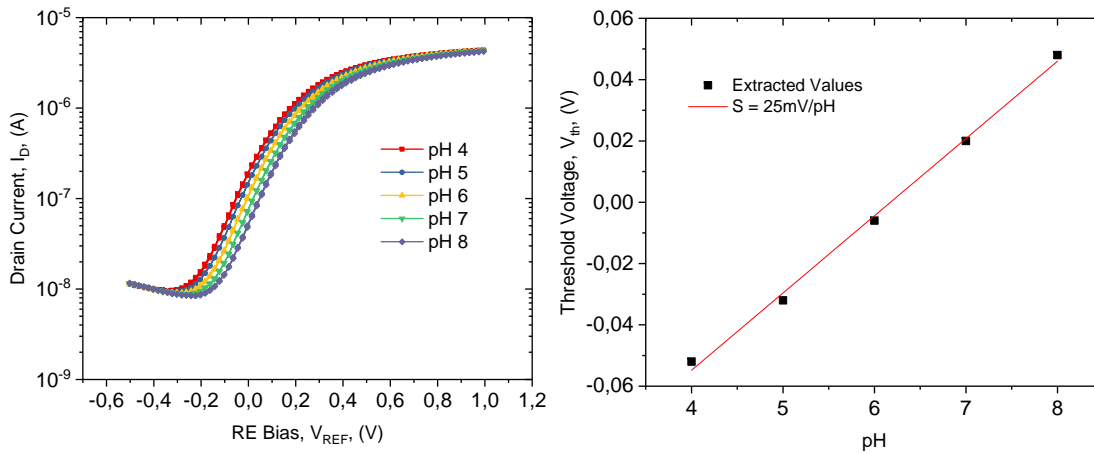 10⁻⁵
10⁻⁶
10⁻⁷
10⁻⁸
10⁻⁹
Drain Current, I_D, (A)
pH 4
pH 5
pH 6
pH 7
pH 8
-0,6 -0,4 -0,2 0,0 0,2 0,4 0,6 0,8 1,0 1,2
RE Bias, V_REF, (V)
0,06
0,04
0,02
0,00
-0,02
-0,04
-0,06
Threshold Voltage, V_th, (V)
Extracted Values
S = 25mV/pH
4 5 6 7 8
pH